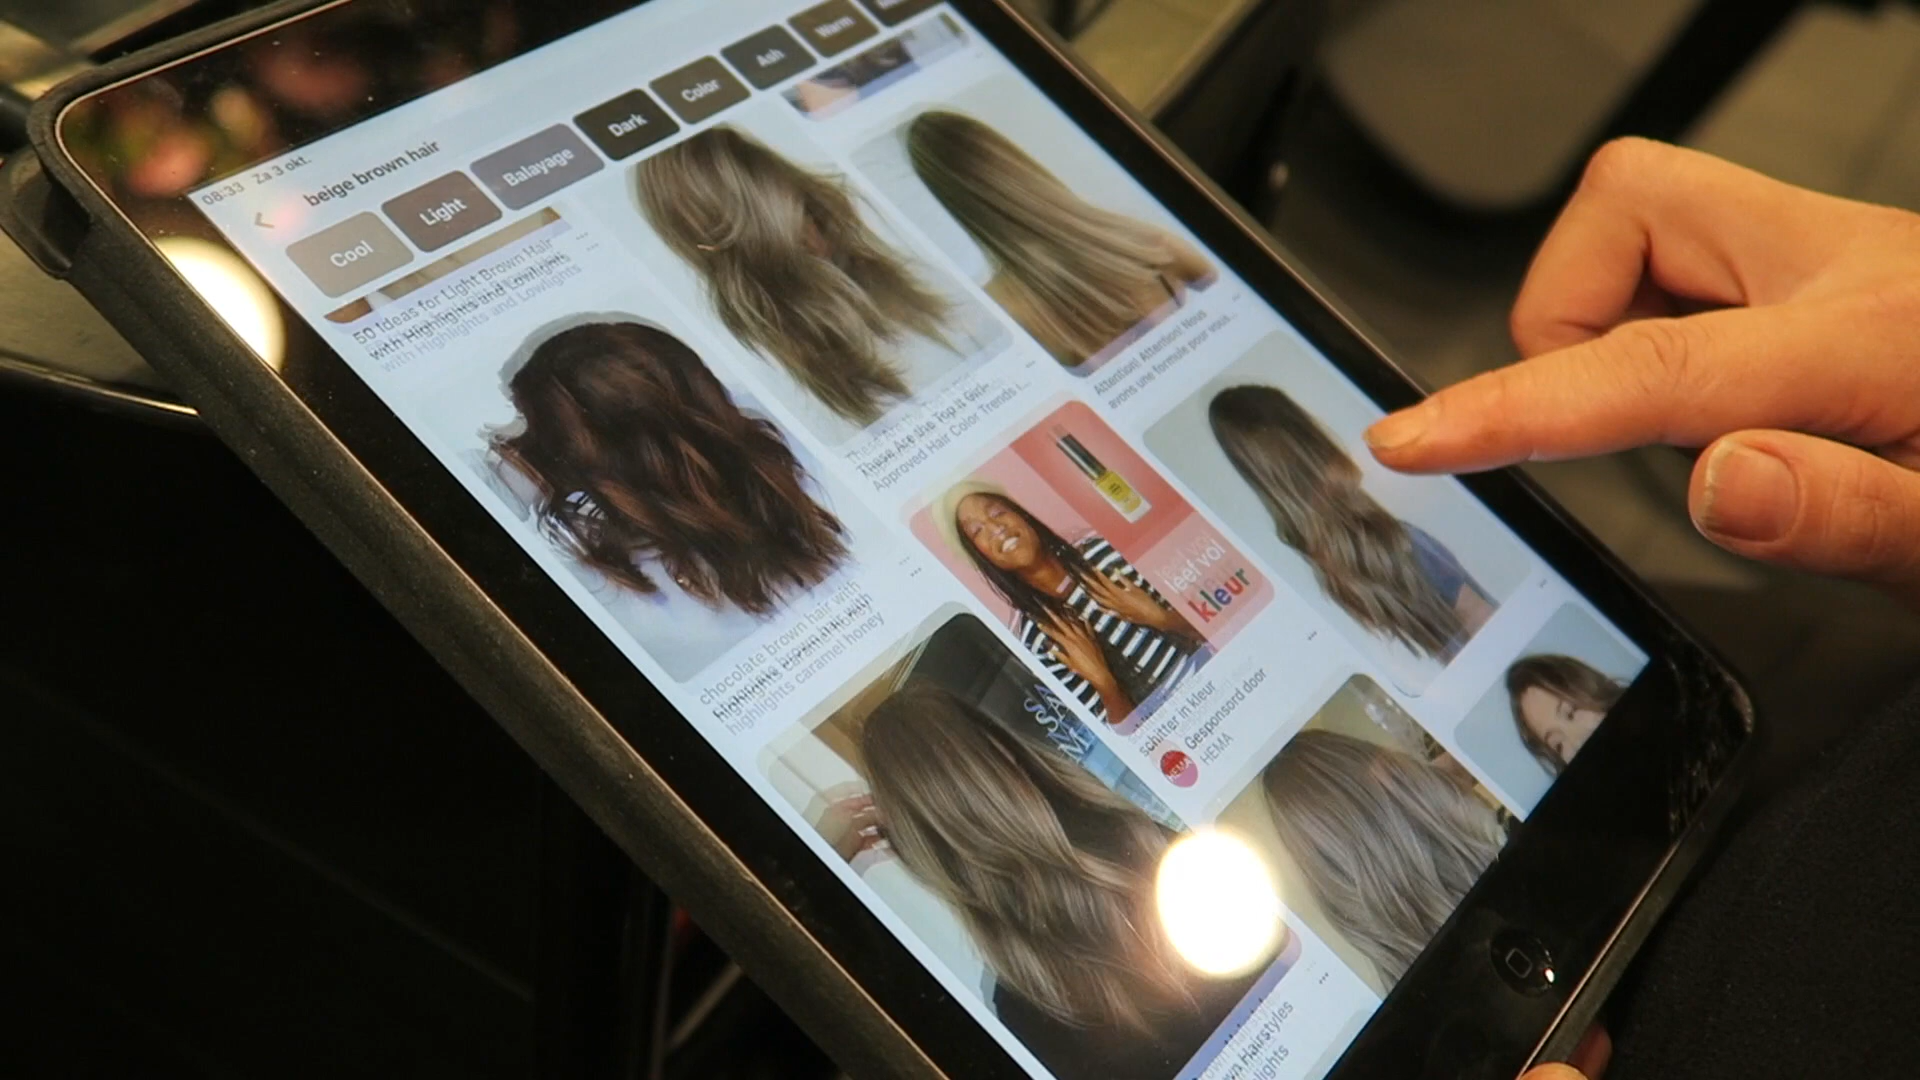 08:33 Za 3 okt.
beige brown hair
Cool
Light
Balayage
Dark
Color
Ash
Warm
50 Ideas for Light Brown Hair
with Highlights and Lowlights
These Are the Top It Girl-
Approved Hair Color Trends i...
Attention! Attention! Nous
avons une formule pour vous...
chocolate brown hair with
highlights caramel honey
leef vol
kleur
schitter in kleur
Gesponsord door
HEMA
HEMA
Hairstyles